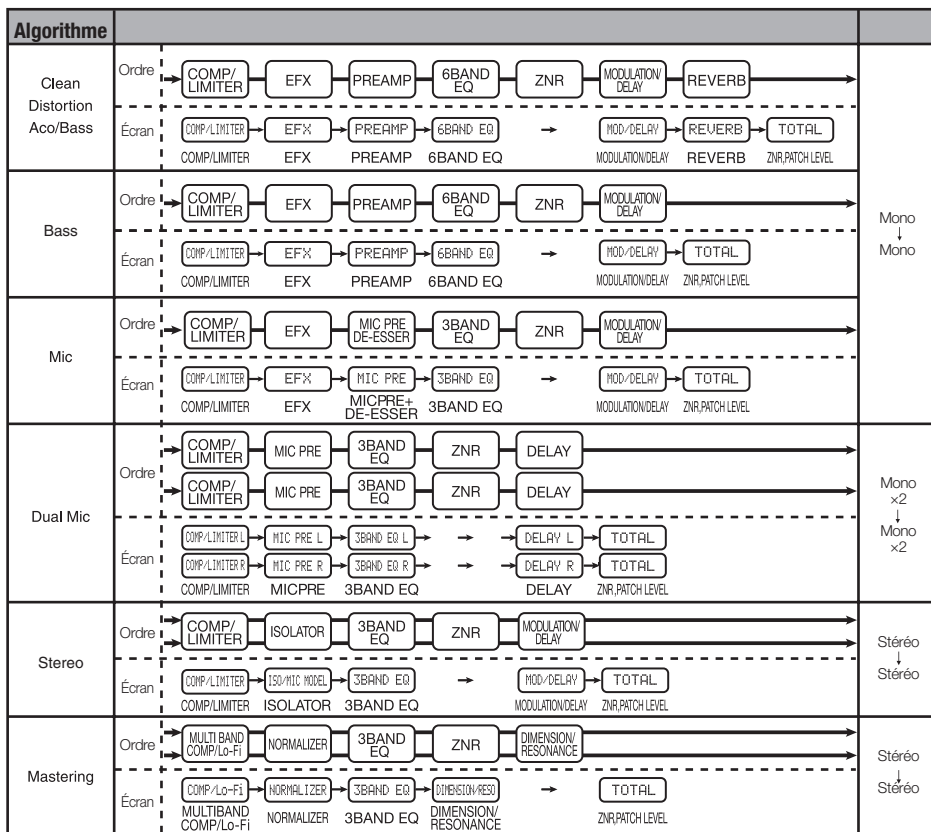 Algorithme
Clean
Distortion
Aco/Bass
Ordre
COMP/
LIMITER
EFX
PREAMP
6BAND
EQ
ZNR
MODULATION/
DELAY
REVERB
Écran
COMP/LIMITER
EFX
PREAMP
6BAND EQ
MOD/DELAY
REVERB
TOTAL
COMP/LIMITER EFX PREAMP 6BAND EQ MODULATION/DELAY REVERB ZNR,PATCH LEVEL
Bass
Ordre
COMP/
LIMITER
EFX
PREAMP
6BAND
EQ
ZNR
MODULATION/
DELAY
Écran
COMP/LIMITER
EFX
PREAMP
6BAND EQ
MOD/DELAY
TOTAL
COMP/LIMITER EFX PREAMP 6BAND EQ MODULATION/DELAY ZNR,PATCH LEVEL
Mono
↓
Mono
Mic
Ordre
COMP/
LIMITER
EFX
MIC PRE
DE-ESSER
3BAND
EQ
ZNR
MODULATION/
DELAY
Écran
COMP/LIMITER
EFX
MIC PRE
3BAND EQ
MOD/DELAY
TOTAL
COMP/LIMITER EFX
MICPRE+
DE-ESSER
3BAND EQ MODULATION/DELAY ZNR,PATCH LEVEL
Dual Mic
Ordre
COMP/
LIMITER
MIC PRE
3BAND
EQ
ZNR
DELAY
COMP/
LIMITER
MIC PRE
3BAND
EQ
ZNR
DELAY
Écran
COMP/LIMITER L
MIC PRE L
3BAND EQ L
DELAY L
TOTAL
COMP/LIMITER R
MIC PRE R
3BAND EQ R
DELAY R
TOTAL
COMP/LIMITER MICPRE 3BAND EQ DELAY ZNR,PATCH LEVEL
Mono
×2
↓
Mono
×2
Stereo
Ordre
COMP/
LIMITER
ISOLATOR
3BAND
EQ
ZNR
MODULATION/
DELAY
Écran
COMP/LIMITER
ISO/MIC MODEL
3BAND EQ
MOD/DELAY
TOTAL
COMP/LIMITER ISOLATOR 3BAND EQ MODULATION/DELAY ZNR,PATCH LEVEL
Stéréo
↓
Stéréo
Mastering
Ordre
MULTI BAND
COMP/Lo-Fi
NORMALIZER
3BAND
EQ
ZNR
DIMENSION/
RESONANCE
Écran
COMP/Lo-Fi
NORMALIZER
3BAND EQ
DIMENSION/RESO
TOTAL
MULTIBAND
COMP/Lo-Fi
NORMALIZER 3BAND EQ
DIMENSION/
RESONANCE
ZNR,PATCH LEVEL
Stéréo
↓
Stéréo